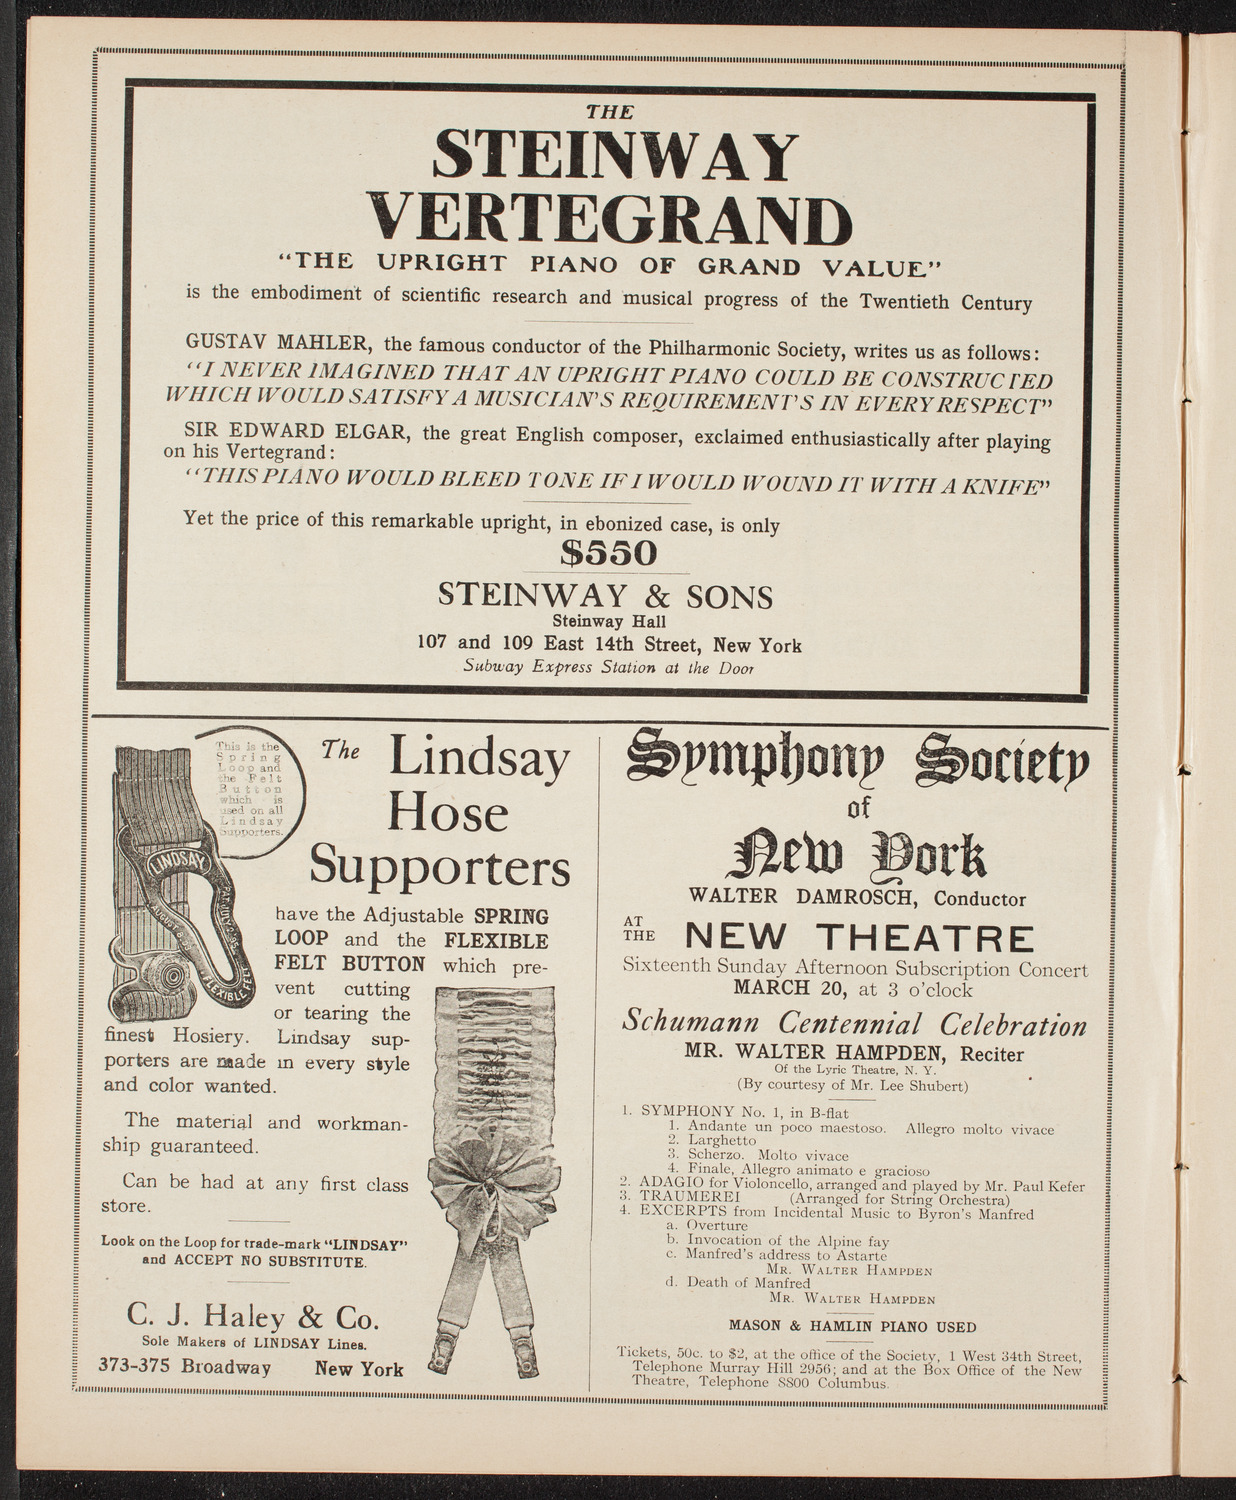 THE
STEINWAY
VERTEGRAND
"THE UPRIGHT PIANO OF GRAND VALUE"
is the embodiment of scientific research and musical progress of the Twentieth Century
GUSTAV MAHLER, the famous conductor of the Philharmonic Society, writes us as follows:
"I NEVER IMAGINED THAT AN UPRIGHT PIANO COULD BE CONSTRUCTED
WHICH WOULD SATISFY A MUSICIAN'S REQUIREMENT'S IN EVERY RESPECT"
SIR EDWARD ELGAR, the great English composer, exclaimed enthusiastically after playing
on his Vertegrand:
"THIS PIANO WOULD BLEED TONE IF I WOULD WOUND IT WITH A KNIFE"
Yet the price of this remarkable upright, in ebonized case, is only
$550
STEINWAY & SONS
Steinway Hall
107 and 109 East 14th Street, New York
Subway Express Station at the Door
This is the
Spring
Loop and
the Felt
Button
which is
used on all
Lindsay
Supporters.
LINDSAY
FLEXIBLE FELT
The Lindsay
Hose
Supporters
have the Adjustable SPRING
LOOP and the FLEXIBLE
FELT BUTTON which pre-
vent cutting
or tearing the
finest Hosiery. Lindsay sup-
porters are made in every style
and color wanted.
The material and workman-
ship guaranteed.
Can be had at any first class
store.
Look on the Loop for trade-mark "LINDSAY"
and ACCEPT NO SUBSTITUTE.
C. J. Haley & Co.
Sole Makers of LINDSAY Lines.
373-375 Broadway New York
Symphony Society
of
New York
WALTER DAMROSCH, Conductor
AT THE NEW THEATRE
Sixteenth Sunday Afternoon Subscription Concert
MARCH 20, at 3 o'clock
Schumann Centennial Celebration
MR. WALTER HAMPDEN, Reciter
Of the Lyric Theatre, N. Y.
(By courtesy of Mr. Lee Shubert)
1. SYMPHONY No. 1, in B-flat
1. Andante un poco maestoso. Allegro molto vivace
2. Larghetto
3. Scherzo. Molto vivace
4. Finale, Allegro animato e gracioso
2. ADAGIO for Violoncello, arranged and played by Mr. Paul Kefer
3. TRAUMEREI (Arranged for String Orchestra)
4. EXCERPTS from Incidental Music to Byron's Manfred
a. Overture
b. Invocation of the Alpine fay
c. Manfred's address to Astarte
MR. WALTER HAMPDEN
d. Death of Manfred
MR. WALTER HAMPDEN
MASON & HAMLIN PIANO USED
Tickets, 50c. to $2, at the office of the Society, 1 West 34th Street,
Telephone Murray Hill 2956; and at the Box Office of the New
Theatre, Telephone 8800 Columbus.